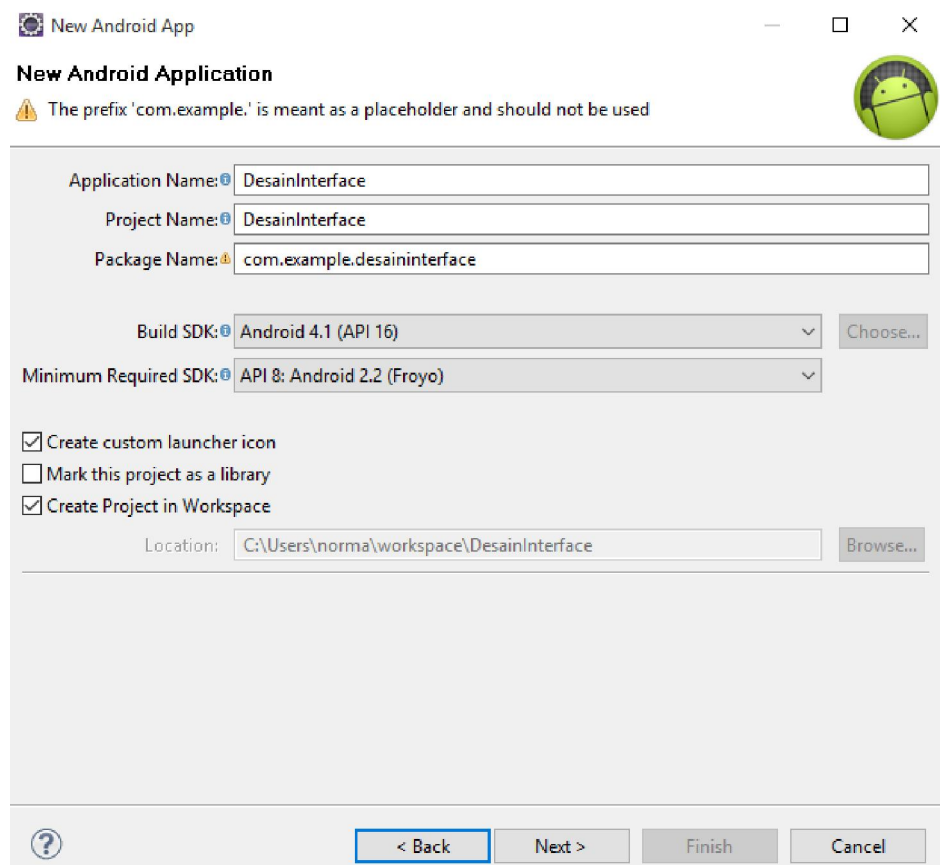 New Android App
New Android Application
The prefix 'com.example.' is meant as a placeholder and should not be used
Application Name: DesainInterface
Project Name: DesainInterface
Package Name: com.example.desaininterface
Build SDK: Android 4.1 (API 16) Choose...
Minimum Required SDK: API 8: Android 2.2 (Froyo)
Create custom launcher icon
Mark this project as a library
Create Project in Workspace
Location: C:\Users\norma\workspace\DesainInterface Browse...
? < Back Next > Finish Cancel